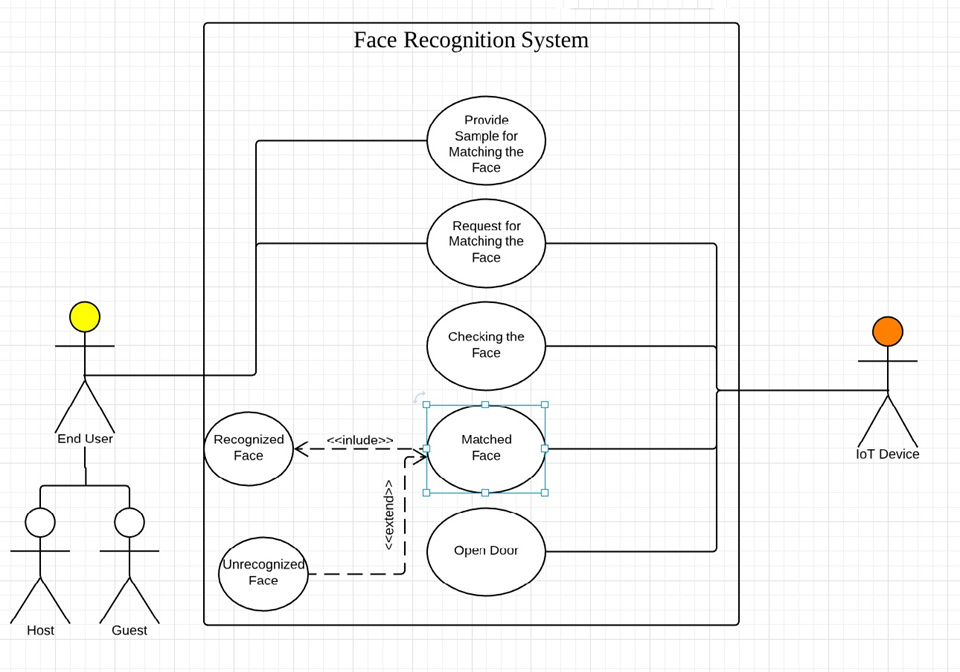 Face Recognition System
Provide
Sample for
Matching the
Face
Request for
Matching the
Face
Checking the
Face
End User
Recognized
Face
<<inlude>>
Matched
Face
IoT Device
<<extend>>
Unrecognized
Face
Open Door
Host
Guest